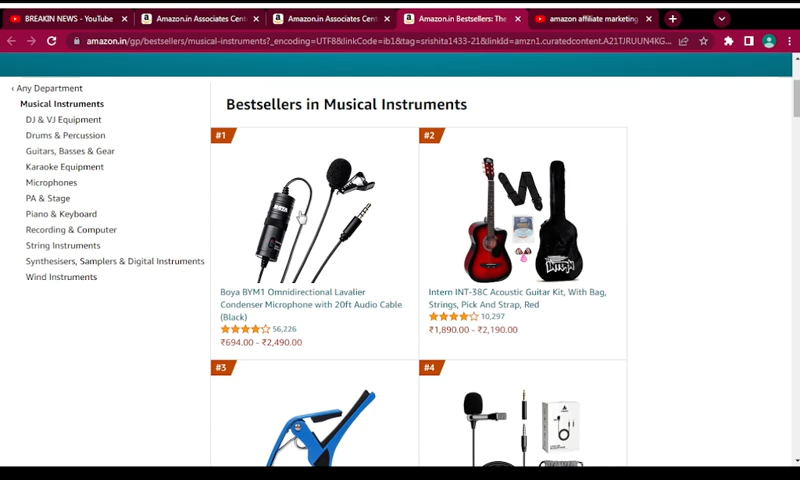 BREAKIN NEWS - YouTube
Amazon.in Associates Cent
Amazon.in Associates Cent
Amazon.in Bestsellers: The
amazon affiliate marketing
amazon.in/gp/bestsellers/musical-instruments?_encoding=UTF8&linkCode=ib1&tag=srishita1433-21&linkId=amzn1.curatedcontent.A21TJRUUN4KG...
‹ Any Department
Musical Instruments
DJ & VJ Equipment
Drums & Percussion
Guitars, Basses & Gear
Karaoke Equipment
Microphones
PA & Stage
Piano & Keyboard
Recording & Computer
String Instruments
Synthesisers, Samplers & Digital Instruments
Wind Instruments
Bestsellers in Musical Instruments
#1
BOYA
Boya BYM1 Omnidirectional Lavalier
Condenser Microphone with 20ft Audio Cable
(Black)
56,226
₹694.00 - ₹2,490.00
#2
INTERN
Intern INT-38C Acoustic Guitar Kit, With Bag,
Strings, Pick And Strap, Red
10,297
₹1,890.00 - ₹2,190.00
#3
#4